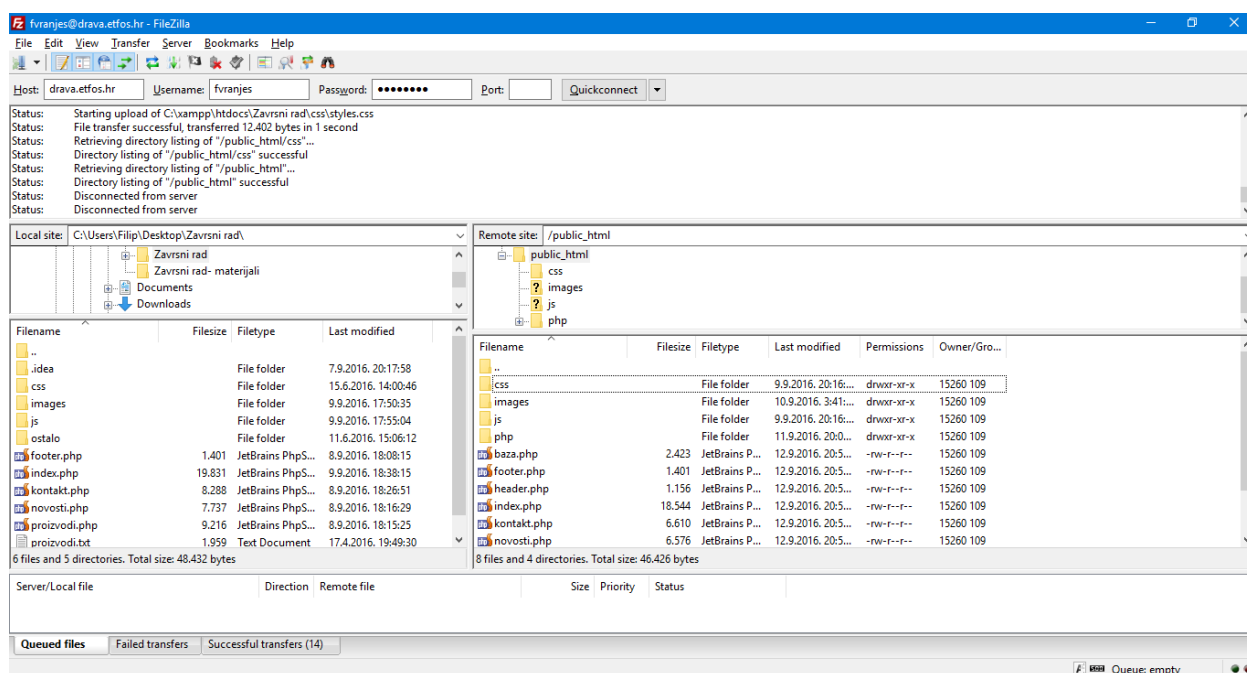 fvranjes@drava.etfos.hr - FileZilla
File Edit View Transfer Server Bookmarks Help
Host: drava.etfos.hr Username: fvranjes Password: •••••••• Port: Quickconnect
Status: Starting upload of C:\xampp\htdocs\Zavrsni rad\css\styles.css
Status: File transfer successful, transferred 12.402 bytes in 1 second
Status: Retrieving directory listing of "/public_html/css"...
Status: Directory listing of "/public_html/css" successful
Status: Retrieving directory listing of "/public_html"...
Status: Directory listing of "/public_html" successful
Status: Disconnected from server
Status: Disconnected from server
Local site: C:\Users\Filip\Desktop\Zavrsni rad\
Zavrsni rad
Zavrsni rad- materijali
Documents
Downloads
Filename Filesize Filetype Last modified
..
.idea File folder 7.9.2016. 20:17:58
css File folder 15.6.2016. 14:00:46
images File folder 9.9.2016. 17:50:35
js File folder 9.9.2016. 17:55:04
ostalo File folder 11.6.2016. 15:06:12
footer.php 1.401 JetBrains PhpS... 8.9.2016. 18:08:15
index.php 19.831 JetBrains PhpS... 9.9.2016. 18:38:15
kontakt.php 8.288 JetBrains PhpS... 8.9.2016. 18:26:51
novosti.php 7.737 JetBrains PhpS... 8.9.2016. 18:16:29
proizvodi.php 9.216 JetBrains PhpS... 8.9.2016. 18:15:25
proizvodi.txt 1.959 Text Document 17.4.2016. 19:49:30
6 files and 5 directories. Total size: 48.432 bytes
Remote site: /public_html
public_html
css
? images
? js
php
Filename Filesize Filetype Last modified Permissions Owner/Gro...
..
css File folder 9.9.2016. 20:16:... drwxr-xr-x 15260 109
images File folder 10.9.2016. 3:41:... drwxr-xr-x 15260 109
js File folder 9.9.2016. 20:16:... drwxr-xr-x 15260 109
php File folder 11.9.2016. 20:0... drwxr-xr-x 15260 109
baza.php 2.423 JetBrains P... 12.9.2016. 20:5... -rw-r--r-- 15260 109
footer.php 1.401 JetBrains P... 12.9.2016. 20:5... -rw-r--r-- 15260 109
header.php 1.156 JetBrains P... 12.9.2016. 20:5... -rw-r--r-- 15260 109
index.php 18.544 JetBrains P... 12.9.2016. 20:5... -rw-r--r-- 15260 109
kontakt.php 6.610 JetBrains P... 12.9.2016. 20:5... -rw-r--r-- 15260 109
novosti.php 6.576 JetBrains P... 12.9.2016. 20:5... -rw-r--r-- 15260 109
8 files and 4 directories. Total size: 46.426 bytes
Server/Local file Direction Remote file Size Priority Status
Queued files Failed transfers Successful transfers (14)
Queue: empty